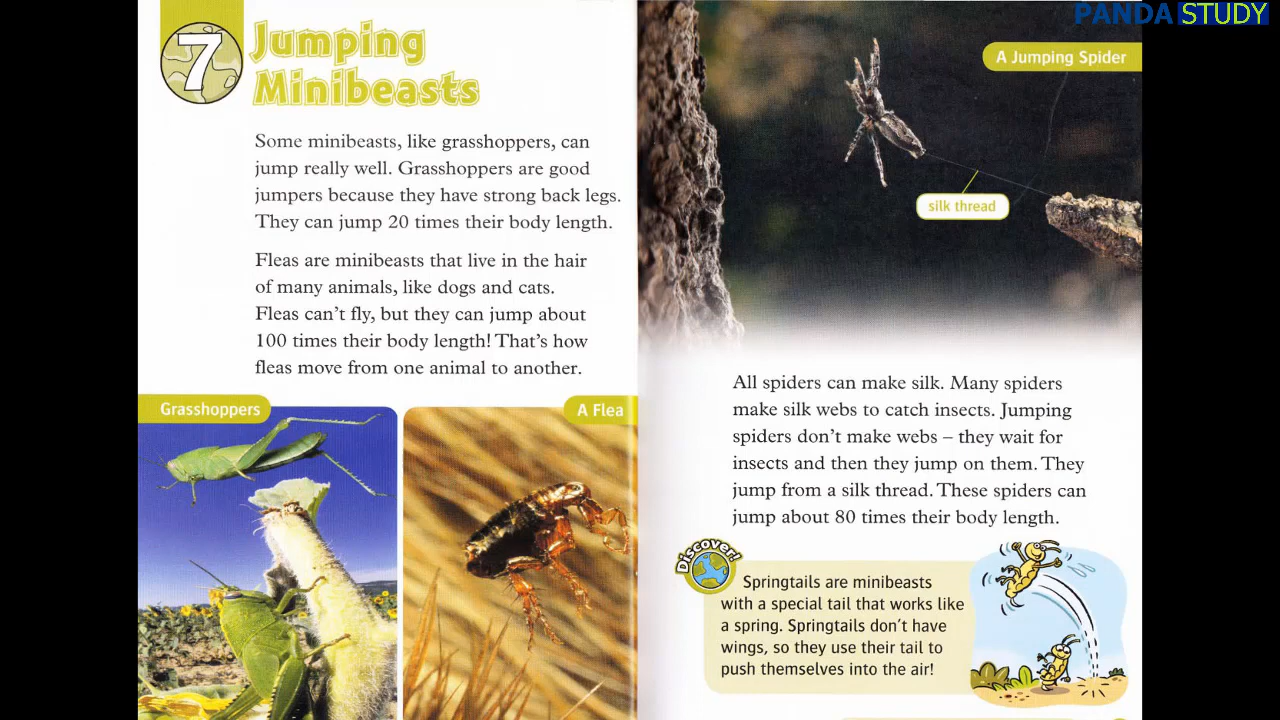 PANDA STUDY
7
Jumping
Minibeasts
Some minibeasts, like grasshoppers, can
jump really well. Grasshoppers are good
jumpers because they have strong back legs.
They can jump 20 times their body length.
Fleas are minibeasts that live in the hair
of many animals, like dogs and cats.
Fleas can't fly, but they can jump about
100 times their body length! That's how
fleas move from one animal to another.
Grasshoppers
A Flea
A Jumping Spider
silk thread
All spiders can make silk. Many spiders
make silk webs to catch insects. Jumping
spiders don't make webs – they wait for
insects and then they jump on them. They
jump from a silk thread. These spiders can
jump about 80 times their body length.
Discover!
Springtails are minibeasts
with a special tail that works like
a spring. Springtails don't have
wings, so they use their tail to
push themselves into the air!